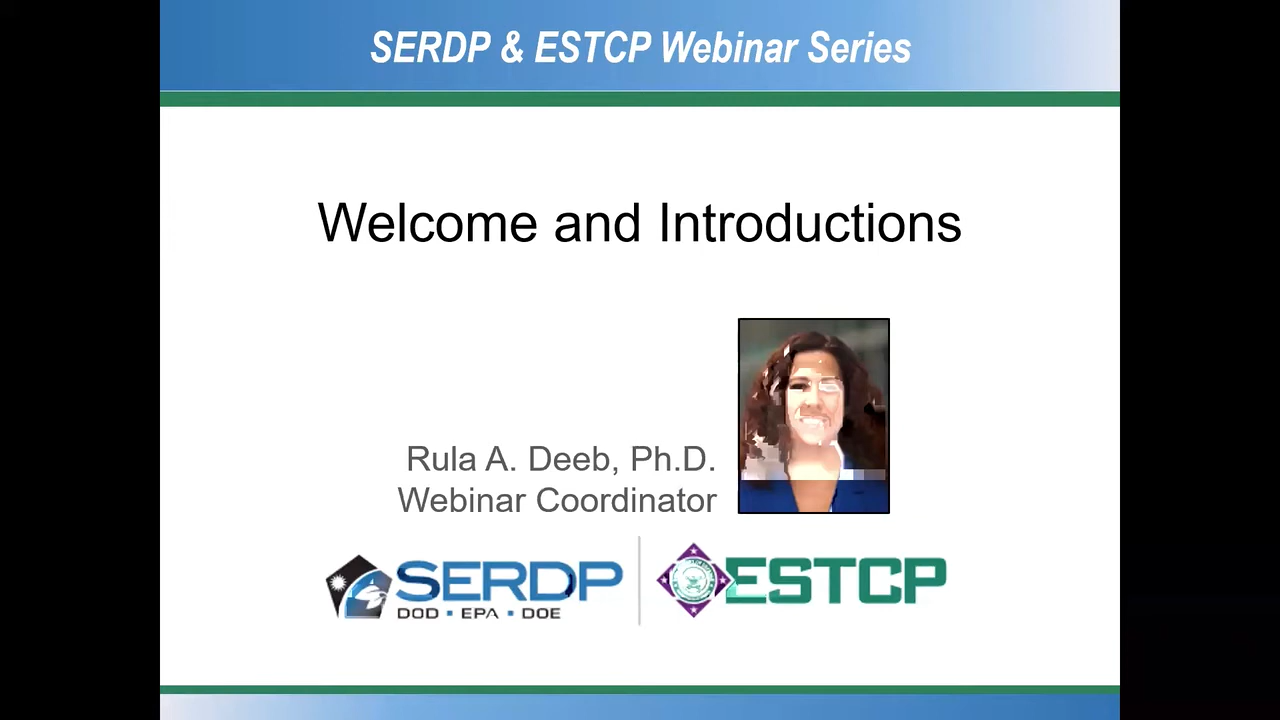 SERDP & ESTCP Webinar Series
Welcome and Introductions
Rula A. Deeb, Ph.D.
Webinar Coordinator
SERDP
DOD • EPA • DOE
ESTCP